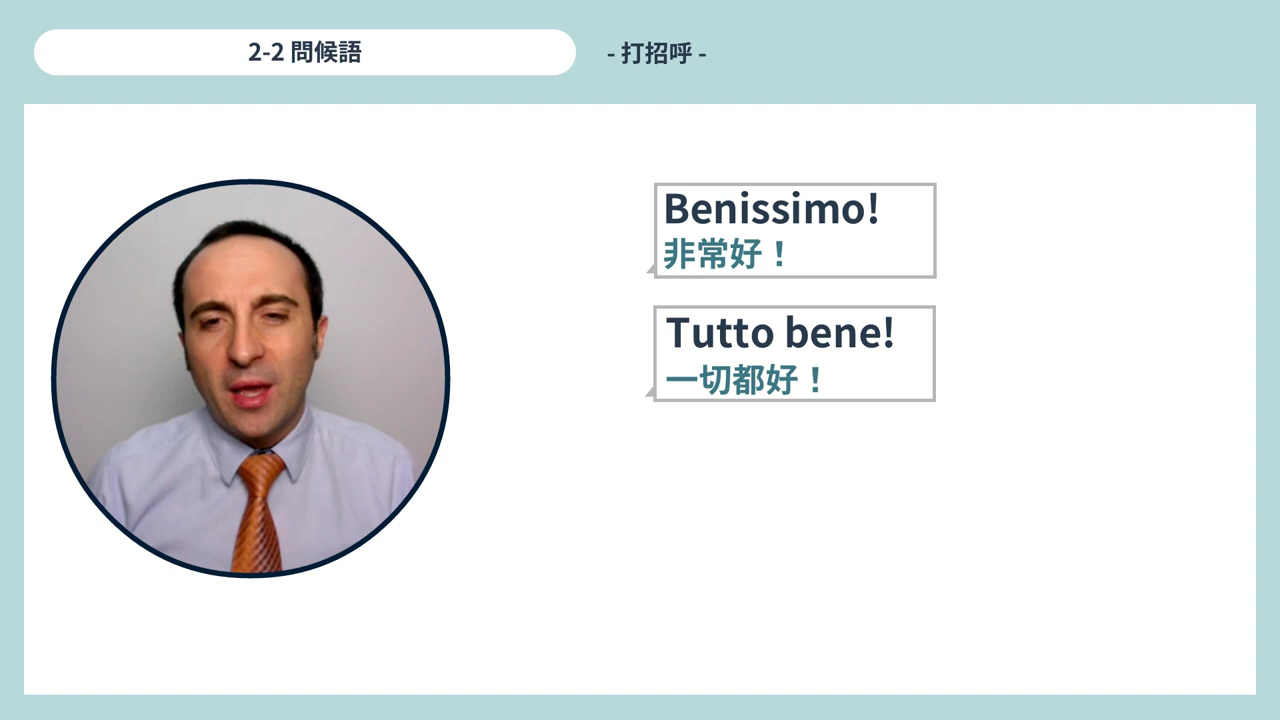 2-2 問候語
- 打招呼 -
Benissimo!
非常好！
Tutto bene!
一切都好！